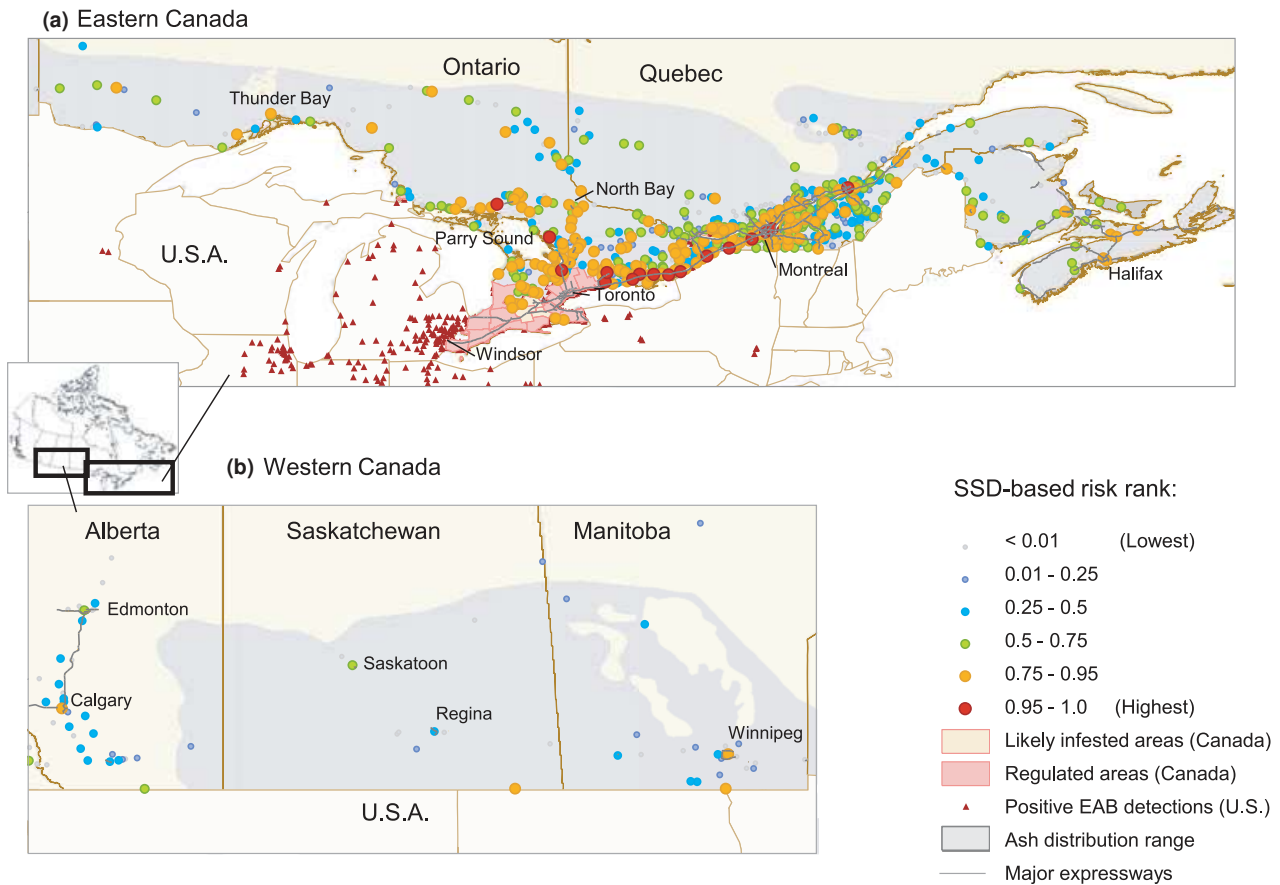 (a) Eastern Canada
Ontario
Quebec
Thunder Bay
North Bay
Parry Sound
U.S.A.
Montreal
Halifax
Toronto
Windsor
(b) Western Canada
Alberta
Saskatchewan
Manitoba
Edmonton
Saskatoon
Calgary
Regina
Winnipeg
U.S.A.
SSD-based risk rank:
< 0.01 (Lowest)
0.01 - 0.25
0.25 - 0.5
0.5 - 0.75
0.75 - 0.95
0.95 - 1.0 (Highest)
Likely infested areas (Canada)
Regulated areas (Canada)
Positive EAB detections (U.S.)
Ash distribution range
Major expressways